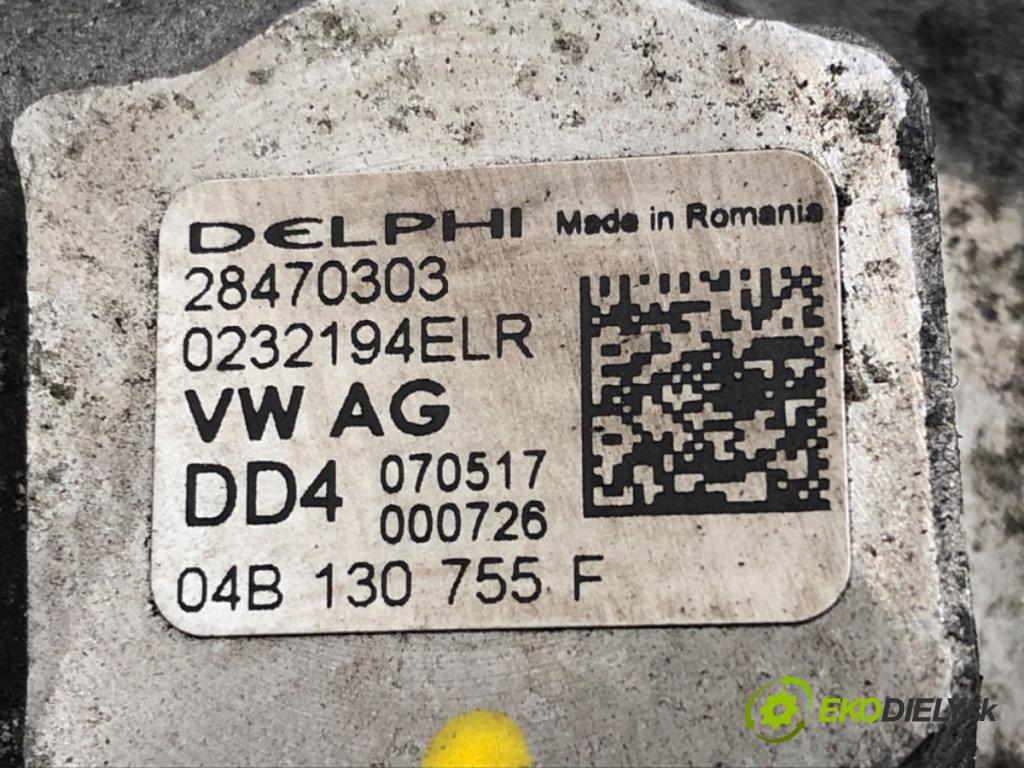 DELPHI Made in Romania
28470303
0232194ELR
VW AG
DD4 070517
000726
04B 130 755 F
EKODIELY.sk